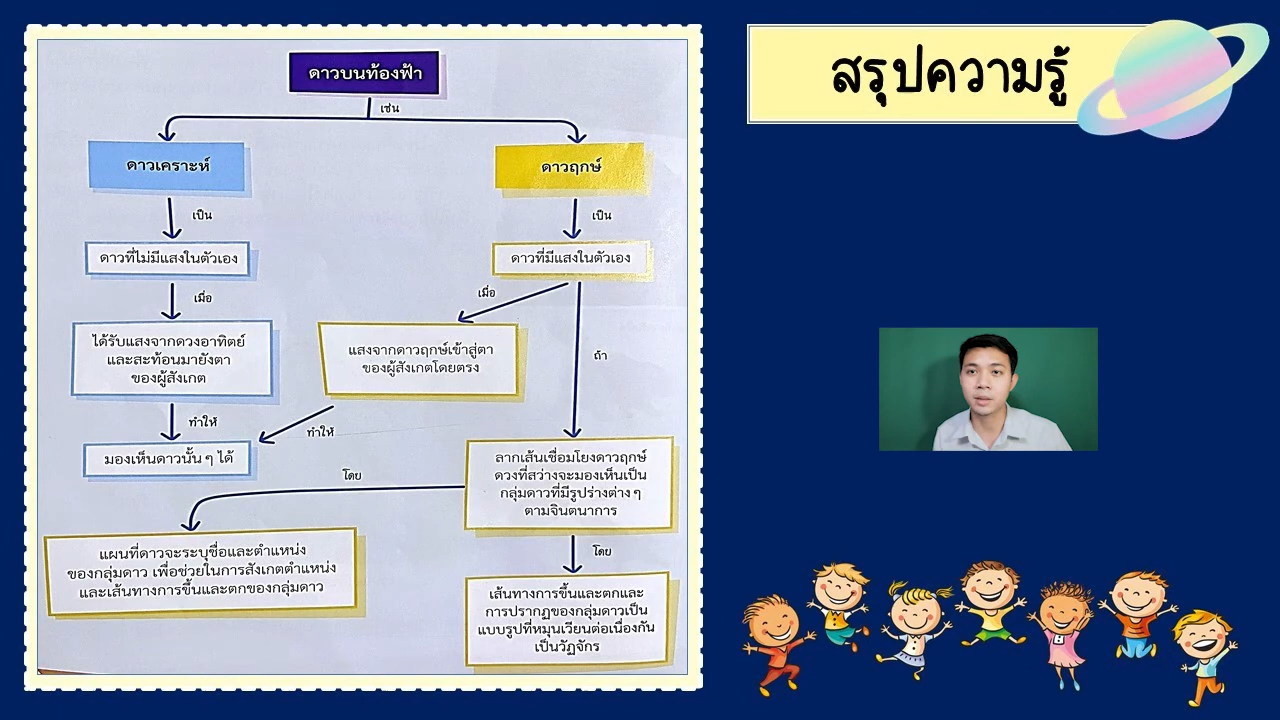 สรุปความรู้
ดาวบนท้องฟ้า
เช่น
ดาวเคราะห์
เป็น
ดาวที่ไม่มีแสงในตัวเอง
เมื่อ
ได้รับแสงจากดวงอาทิตย์
และสะท้อนมายังตา
ของผู้สังเกต
ทำให้
มองเห็นดาวนั้น ๆ ได้
ดาวฤกษ์
เป็น
ดาวที่มีแสงในตัวเอง
เมื่อ
แสงจากดาวฤกษ์เข้าสู่ตา
ของผู้สังเกตโดยตรง
ทำให้
ถ้า
ลากเส้นเชื่อมโยงดาวฤกษ์
ดวงที่สว่างจะมองเห็นเป็น
กลุ่มดาวที่มีรูปร่างต่าง ๆ
ตามจินตนาการ
โดย
แผนที่ดาวจะระบุชื่อและตำแหน่ง
ของกลุ่มดาว เพื่อช่วยในการสังเกตตำแหน่ง
และเส้นทางการขึ้นและตกของกลุ่มดาว
โดย
เส้นทางการขึ้นและตกและ
การปรากฏของกลุ่มดาวเป็น
แบบรูปที่หมุนเวียนต่อเนื่องกัน
เป็นวัฏจักร